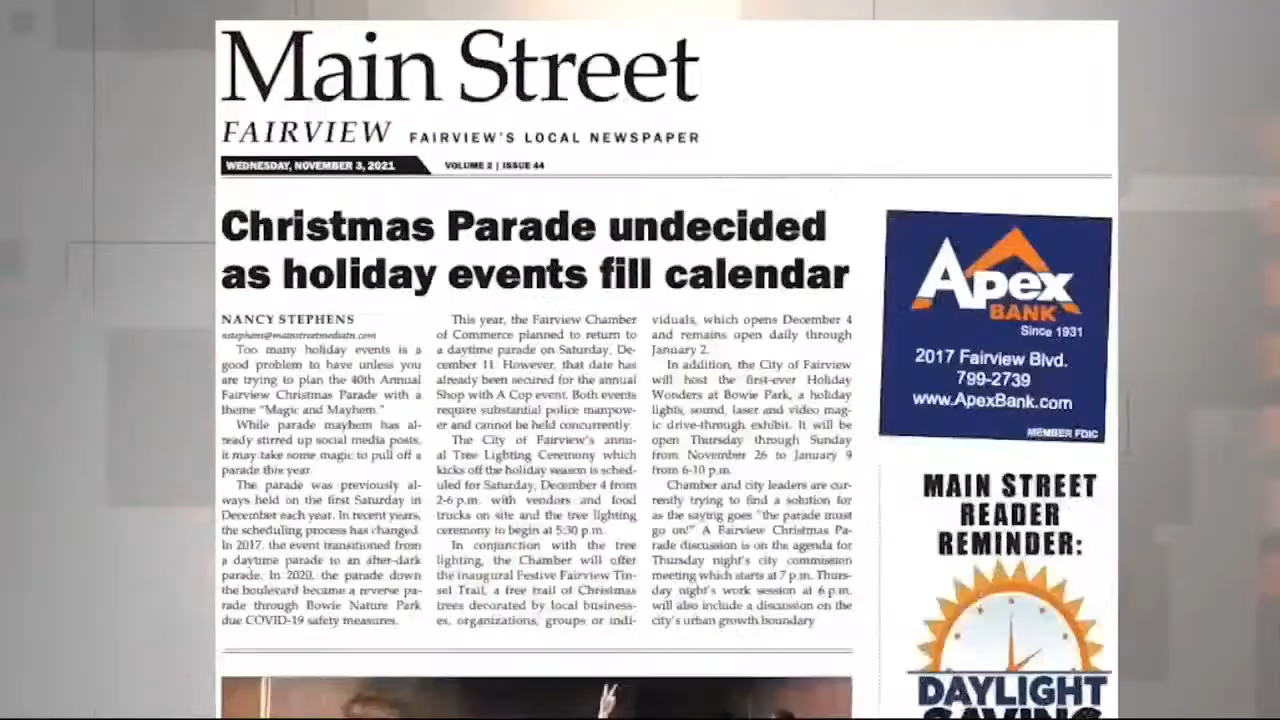 Main Street
FAIRVIEW FAIRVIEW'S LOCAL NEWSPAPER
WEDNESDAY, NOVEMBER 3, 2021 VOLUME 2 | ISSUE 44
Christmas Parade undecided
as holiday events fill calendar
NANCY STEPHENS
nstephens@mainstreetmediatn.com
Too many holiday events is a
good problem to have unless you
are trying to plan the 40th Annual
Fairview Christmas Parade with a
theme "Magic and Mayhem."
While parade mayhem has al-
ready stirred up social media posts,
it may take some magic to pull off a
parade this year.
The parade was previously al-
ways held on the first Saturday in
December each year. In recent years,
the scheduling process has changed.
In 2017, the event transitioned from
a daytime parade to an after-dark
parade. In 2020, the parade down
the boulevard became a reverse pa-
rade through Bowie Nature Park
due COVID-19 safety measures.
This year, the Fairview Chamber
of Commerce planned to return to
a daytime parade on Saturday, De-
cember 11. However, that date has
already been secured for the annual
Shop with A Cop event. Both events
require substantial police manpow-
er and cannot be held concurrently.
The City of Fairview's annu-
al Tree Lighting Ceremony which
kicks off the holiday season is sched-
uled for Saturday, December 4 from
2-6 p.m. with vendors and food
trucks on site and the tree lighting
ceremony to begin at 5:30 p.m.
In conjunction with the tree
lighting, the Chamber will offer
the inaugural Festive Fairview Tin-
sel Trail, a free trail of Christmas
trees decorated by local business-
es, organizations, groups or indi-
viduals, which opens December 4
and remains open daily through
January 2.
In addition, the City of Fairview
will host the first-ever Holiday
Wonders at Bowie Park, a holiday
lights, sound, laser and video mag-
ic drive-through exhibit. It will be
open Thursday through Sunday
from November 26 to January 9
from 6-10 p.m.
Chamber and city leaders are cur-
rently trying to find a solution for
as the saying goes "the parade must
go on!" A Fairview Christmas Pa-
rade discussion is on the agenda for
Thursday night's city commission
meeting which starts at 7 p.m. Thurs-
day night's work session at 6 p.m.
will also include a discussion on the
city's urban growth boundary
Apex
BANK
Since 1931
2017 Fairview Blvd.
799-2739
www.ApexBank.com
MEMBER FDIC
MAIN STREET
READER
REMINDER:
DAYLIGHT
SAVING